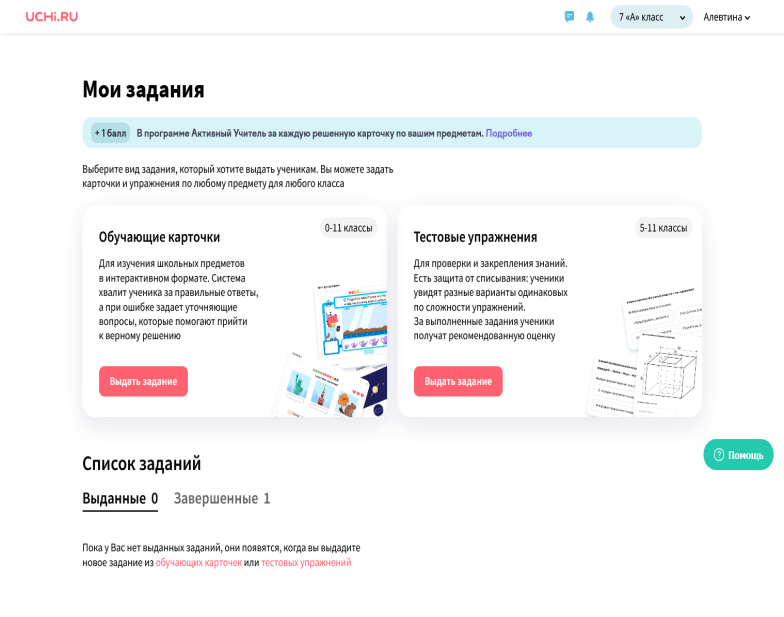 UCHi.RU
7 «А» класс
Алевтина
Мои задания
+ 1 балл В программе Активный Учитель за каждую решенную карточку по вашим предметам. Подробнее
Выберите вид задания, который хотите выдать ученикам. Вы можете задать
карточки и упражнения по любому предмету для любого класса
0-11 классы
Обучающие карточки
Для изучения школьных предметов
в интерактивном формате. Система
хвалит ученика за правильные ответы,
а при ошибке задает уточняющие
вопросы, которые помогают прийти
к верному решению
Выдать задание
5-11 классы
Тестовые упражнения
Для проверки и закрепления знаний.
Есть защита от списывания: ученики
увидят разные варианты одинаковых
по сложности упражнений.
За выполненные задания ученики
получат рекомендованную оценку
Выдать задание
Список заданий
Помощь
Выданные 0 Завершенные 1
Пока у Вас нет выданных заданий, они появятся, когда вы выдадите
новое задание из обучающих карточек или тестовых упражнений